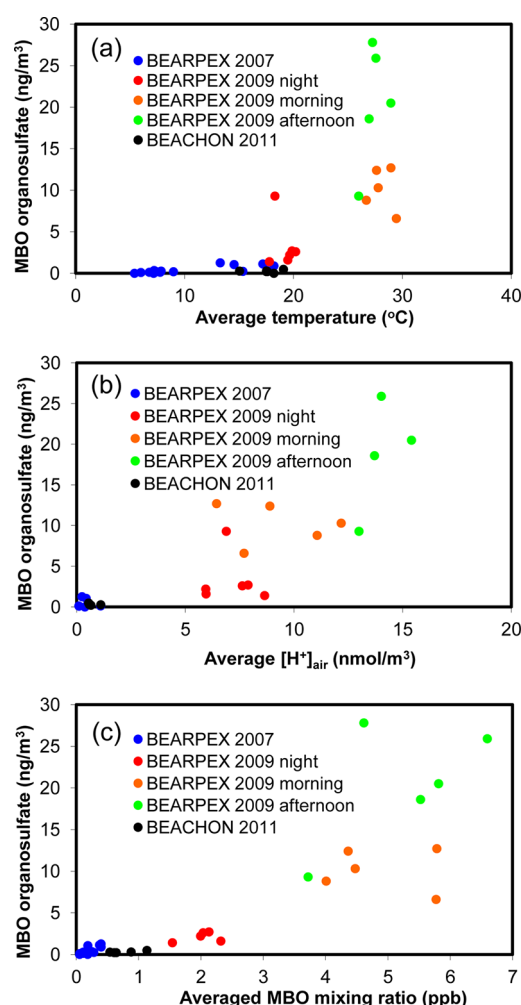 (a)
BEARPEX 2007
BEARPEX 2009 night
BEARPEX 2009 morning
BEARPEX 2009 afternoon
BEACHON 2011
MBO organosulfate (ng/m³)
30
25
20
15
10
5
0
0 10 20 30 40
Average temperature (°C)
(b)
BEARPEX 2007
BEARPEX 2009 night
BEARPEX 2009 morning
BEARPEX 2009 afternoon
BEACHON 2011
MBO organosulfate (ng/m³)
30
25
20
15
10
5
0
0 5 10 15 20
Average [H⁺]air (nmol/m³)
(c)
BEARPEX 2007
BEARPEX 2009 night
BEARPEX 2009 morning
BEARPEX 2009 afternoon
BEACHON 2011
MBO organosulfate (ng/m³)
30
25
20
15
10
5
0
0 1 2 3 4 5 6 7
Averaged MBO mixing ratio (ppb)